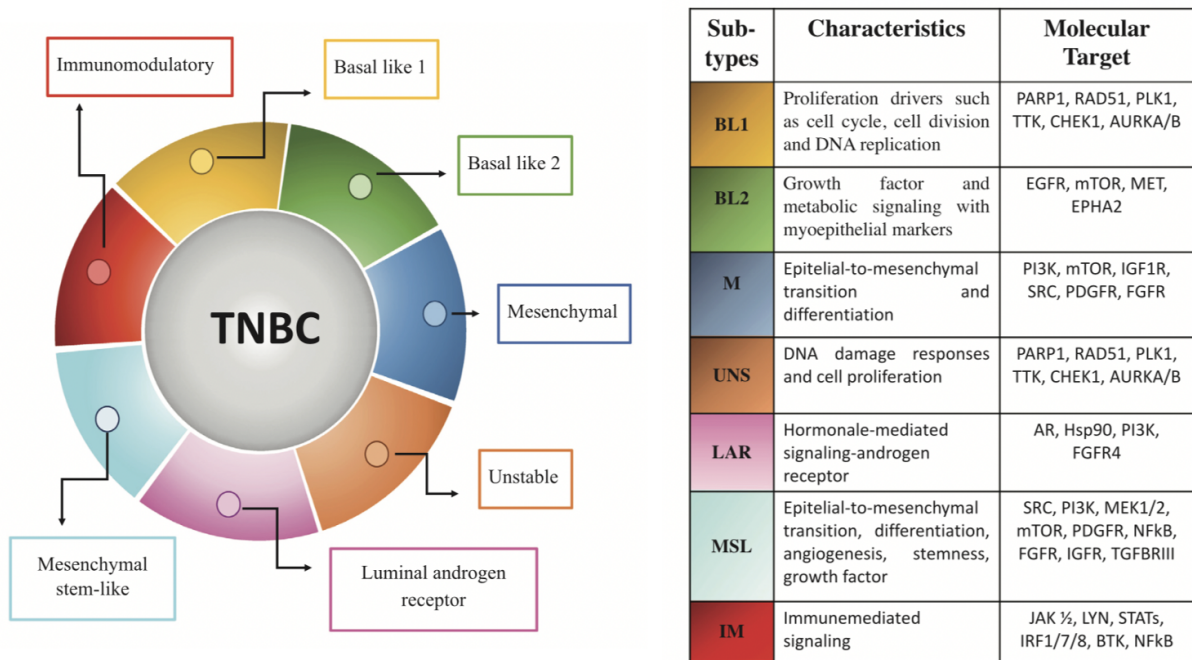 Immunomodulatory
Basal like 1
Basal like 2
Mesenchymal
Unstable
Luminal androgen
receptor
Mesenchymal
stem-like
TNBC
Sub-
types
Characteristics
Molecular
Target
BL1
Proliferation drivers such
as cell cycle, cell division
and DNA replication
PARP1, RAD51, PLK1,
TTK, CHEK1, AURKA/B
BL2
Growth factor and
metabolic signaling with
myoepithelial markers
EGFR, mTOR, MET,
EPHA2
M
Epitelial-to-mesenchymal
transition and
differentiation
PI3K, mTOR, IGF1R,
SRC, PDGFR, FGFR
UNS
DNA damage responses
and cell proliferation
PARP1, RAD51, PLK1,
TTK, CHEK1, AURKA/B
LAR
Hormonale-mediated
signaling-androgen
receptor
AR, Hsp90, PI3K,
FGFR4
MSL
Epitelial-to-mesenchymal
transition, differentiation,
angiogenesis, stemness,
growth factor
SRC, PI3K, MEK1/2,
mTOR, PDGFR, NFkB,
FGFR, IGFR, TGFBRIII
IM
Immunemediated
signaling
JAK ½, LYN, STATs,
IRF1/7/8, BTK, NFkB